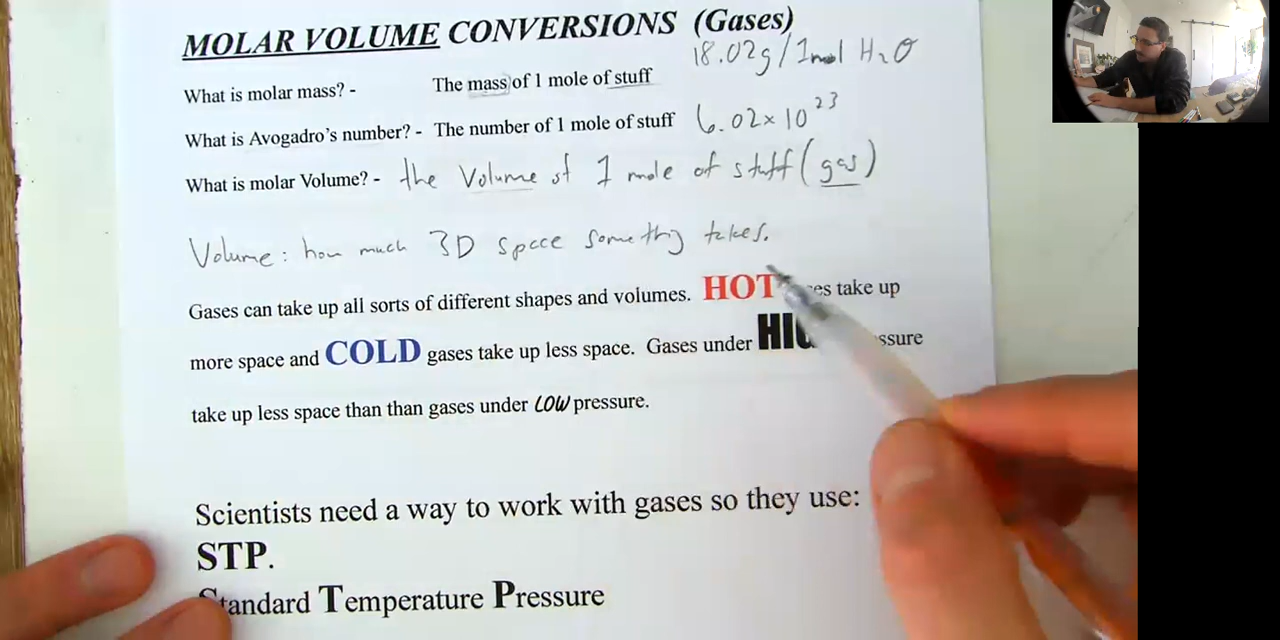 MOLAR VOLUME CONVERSIONS (Gases)
18.02g/1mol H2O
What is molar mass? - The mass of 1 mole of stuff
What is Avogadro's number? - The number of 1 mole of stuff 6.02×10^23
What is molar Volume? - the Volume of 1 mole of stuff (gas)
Volume: how much 3D space somethig takes.
Gases can take up all sorts of different shapes and volumes. HOT take up
more space and COLD gases take up less space. Gases under
take up less space than than gases under LOW pressure.
Scientists need a way to work with gases so they use:
STP.
Standard Temperature Pressure